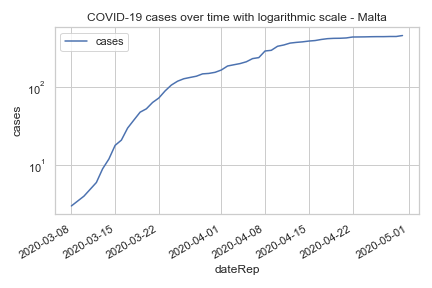 COVID-19 cases over time with logarithmic scale - Malta
cases
cases
10²
10¹
2020-03-08
2020-03-15
2020-03-22
2020-04-01
2020-04-08
2020-04-15
2020-04-22
2020-05-01
dateRep